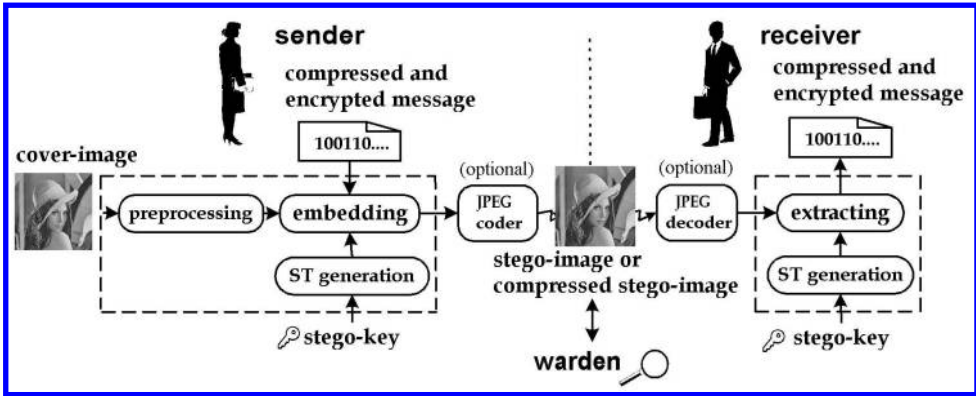 sender
compressed and
encrypted message
100110....
cover-image
preprocessing
embedding
ST generation
stego-key
(optional)
JPEG
coder
stego-image or
compressed stego-image
warden
(optional)
JPEG
decoder
receiver
compressed and
encrypted message
100110....
extracting
ST generation
stego-key